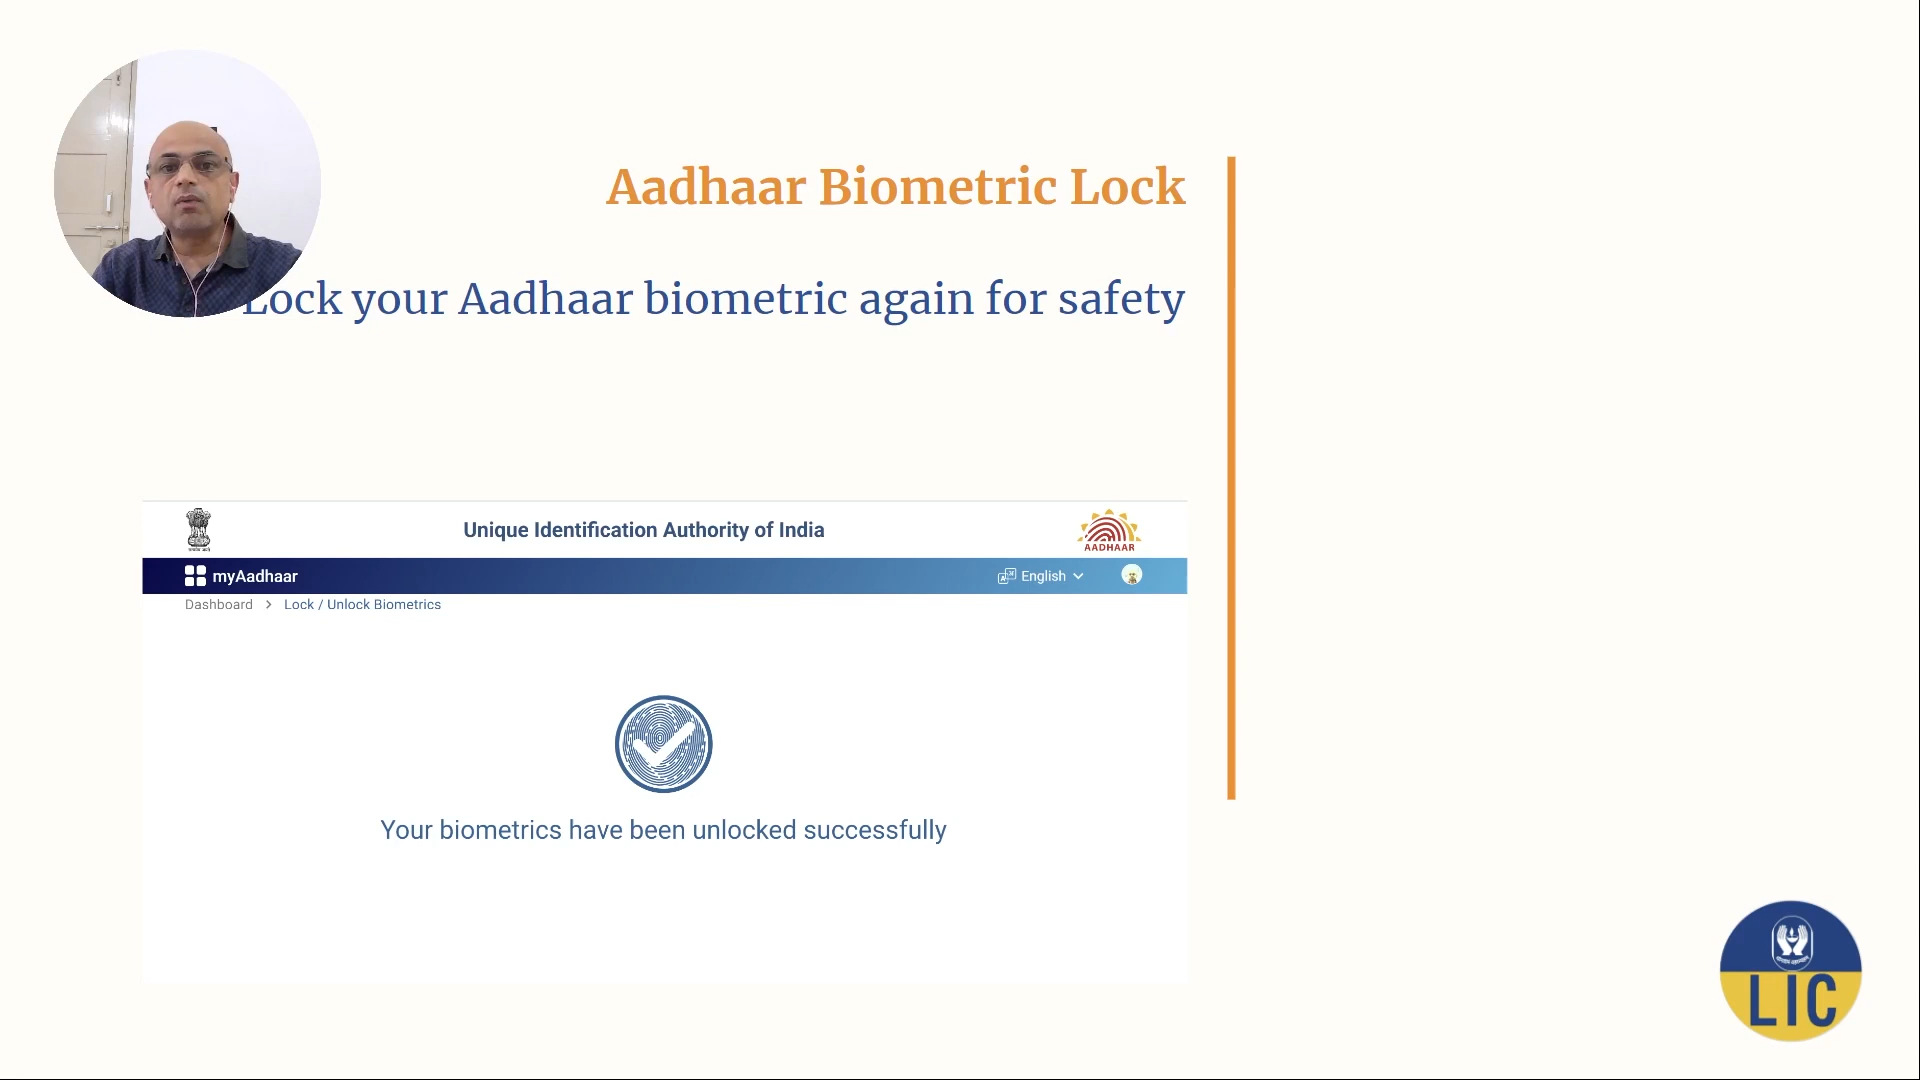 Aadhaar Biometric Lock
Lock your Aadhaar biometric again for safety
Unique Identification Authority of India
AADHAAR
myAadhaar
English
Dashboard > Lock / Unlock Biometrics
Your biometrics have been unlocked successfully
LIC